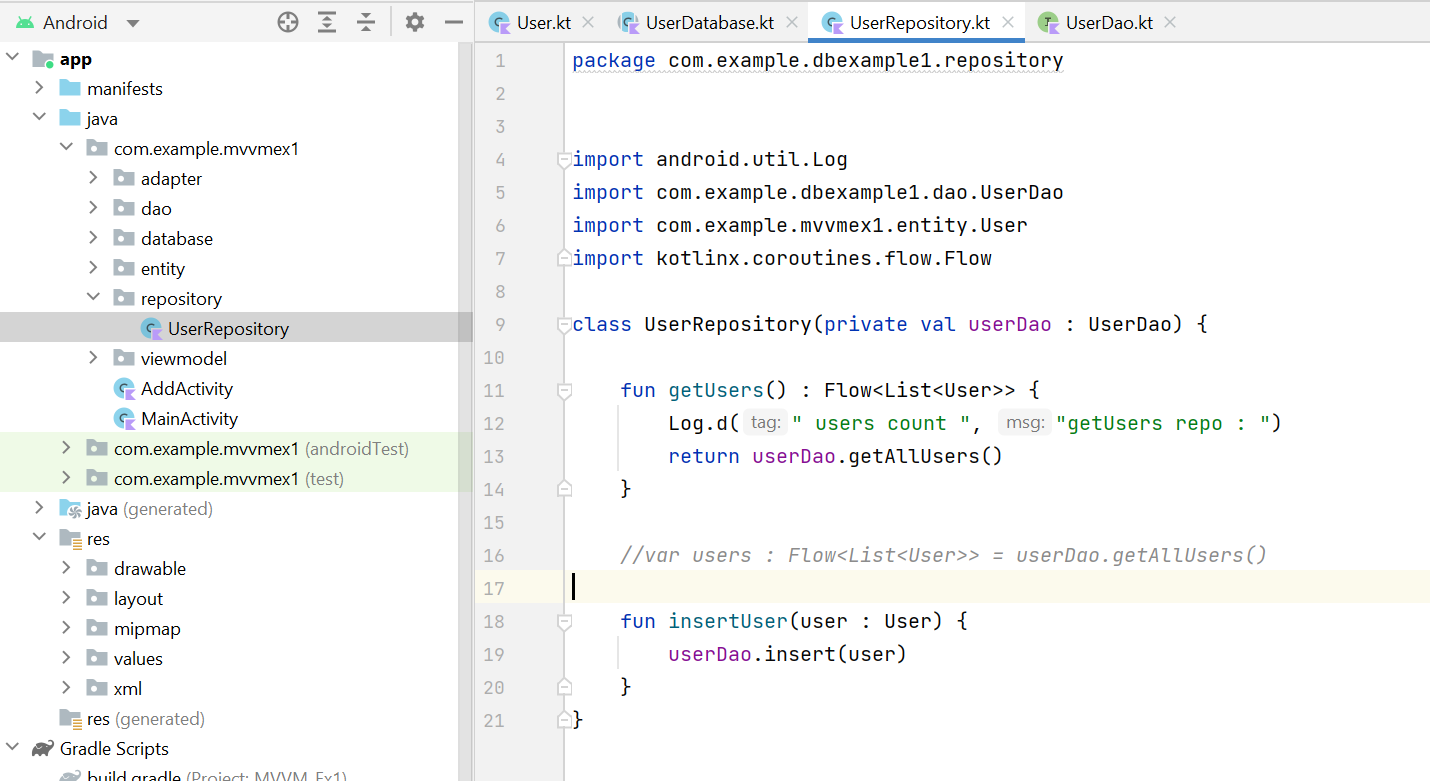 Android
app
manifests
java
com.example.mvvmex1
adapter
dao
database
entity
repository
UserRepository
viewmodel
AddActivity
MainActivity
com.example.mvvmex1 (androidTest)
com.example.mvvmex1 (test)
java (generated)
res
drawable
layout
mipmap
values
xml
res (generated)
Gradle Scripts
build.gradle (Project: MVVM_Ex1)
User.kt UserDatabase.kt UserRepository.kt UserDao.kt
1 package com.example.dbexample1.repository
2
3
4 import android.util.Log
5 import com.example.dbexample1.dao.UserDao
6 import com.example.mvvmex1.entity.User
7 import kotlinx.coroutines.flow.Flow
8
9 class UserRepository(private val userDao : UserDao) {
10
11 fun getUsers() : Flow<List<User>> {
12 Log.d( tag: " users count ", msg: "getUsers repo : ")
13 return userDao.getAllUsers()
14 }
15
16 //var users : Flow<List<User>> = userDao.getAllUsers()
17
18 fun insertUser(user : User) {
19 userDao.insert(user)
20 }
21 }